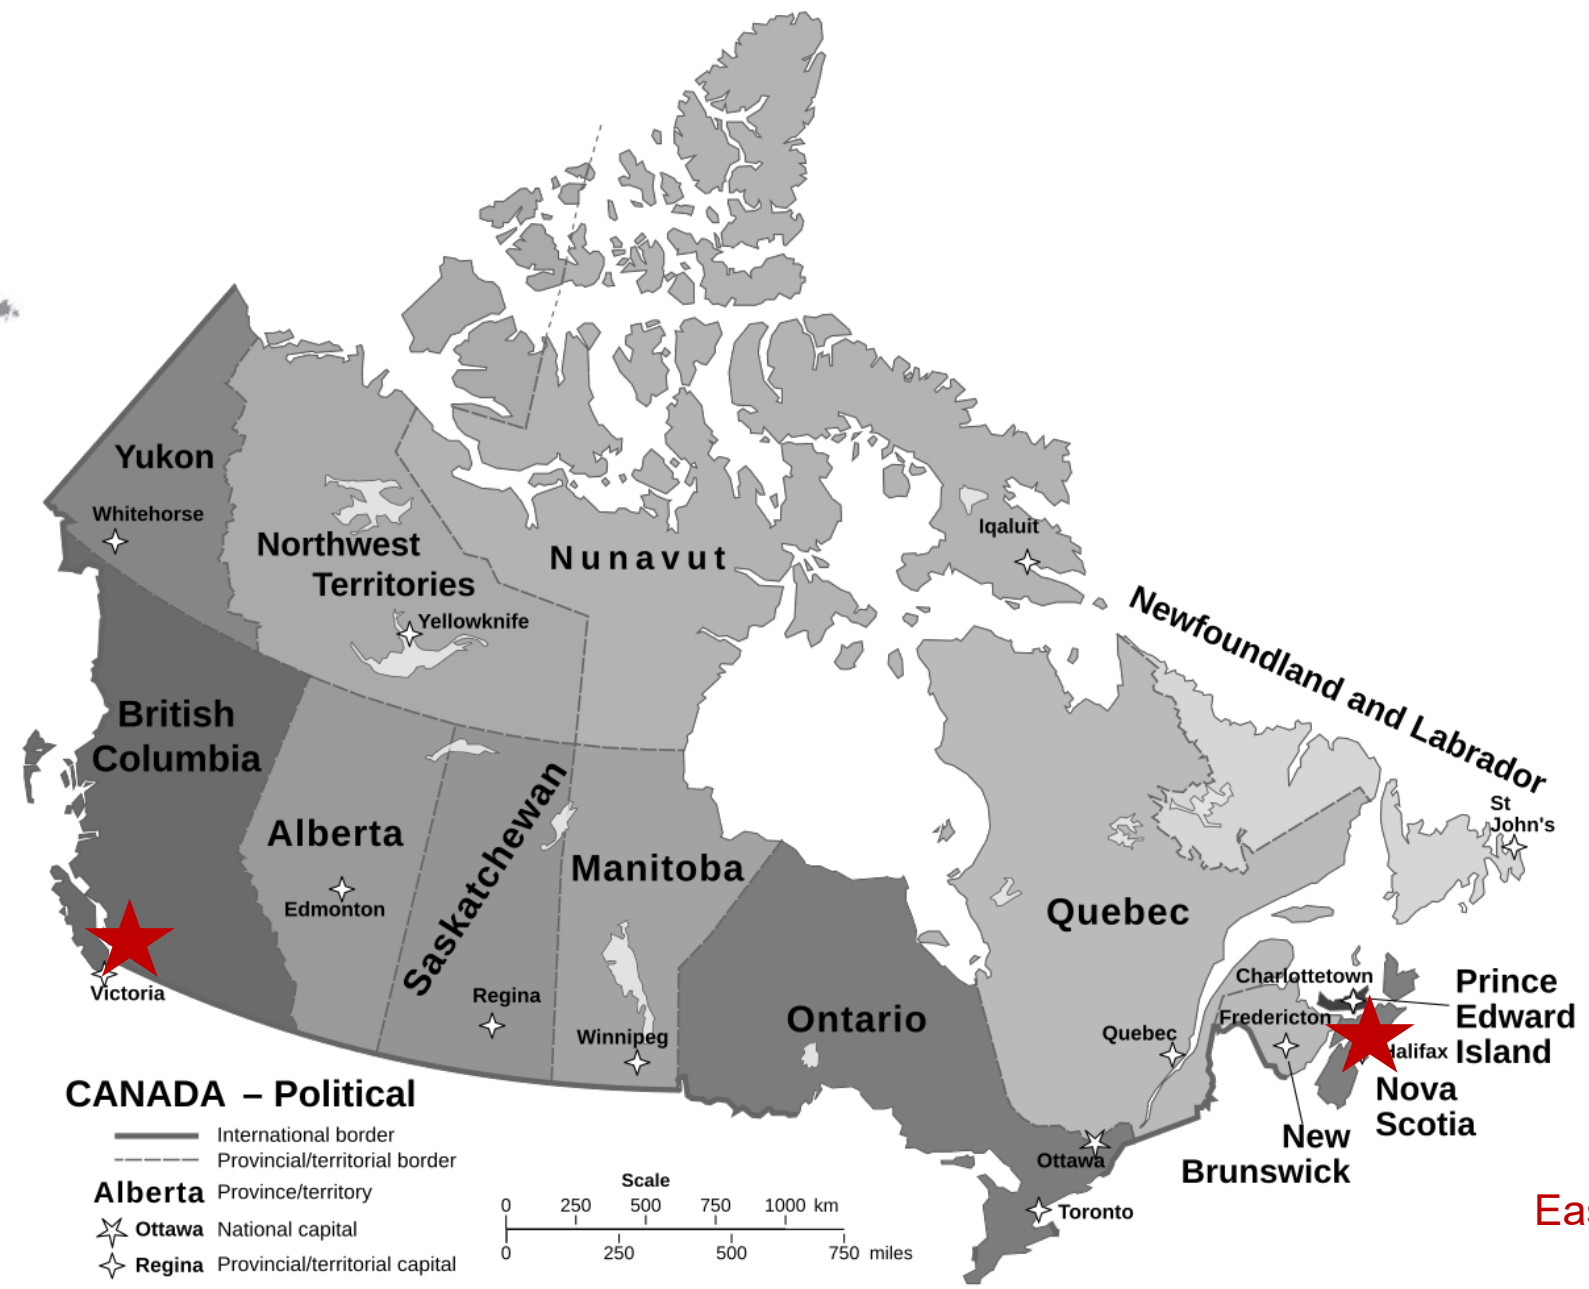 Yukon
Whitehorse
Northwest
Territories
Yellowknife
Nunavut
Iqaluit
Newfoundland and Labrador
St
John's
British
Columbia
Victoria
Alberta
Edmonton
Saskatchewan
Regina
Manitoba
Winnipeg
Ontario
Ottawa
Toronto
Quebec
Quebec
Charlottetown
Fredericton
Halifax
Prince
Edward
Island
Nova
Scotia
New
Brunswick
CANADA – Political
International border
Provincial/territorial border
Alberta Province/territory
Ottawa National capital
Regina Provincial/territorial capital
Scale
0 250 500 750 1000 km
0 250 500 750 miles
Eas